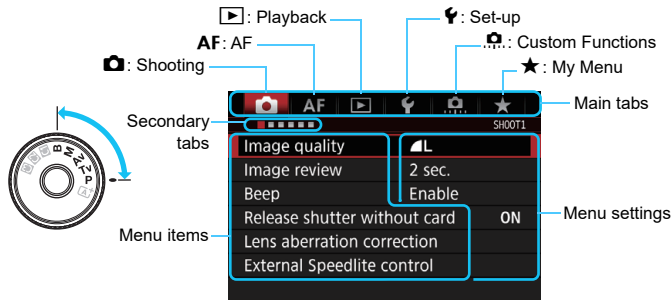 : Playback
: Set-up
AF: AF
: Custom Functions
: Shooting
: My Menu
AF
Main tabs
Secondary tabs
SHOOT1
Image quality L
Image review 2 sec.
Beep Enable
Release shutter without card ON
Lens aberration correction
External Speedlite control
Menu items
Menu settings
B
M
Av
Tv
P
A+